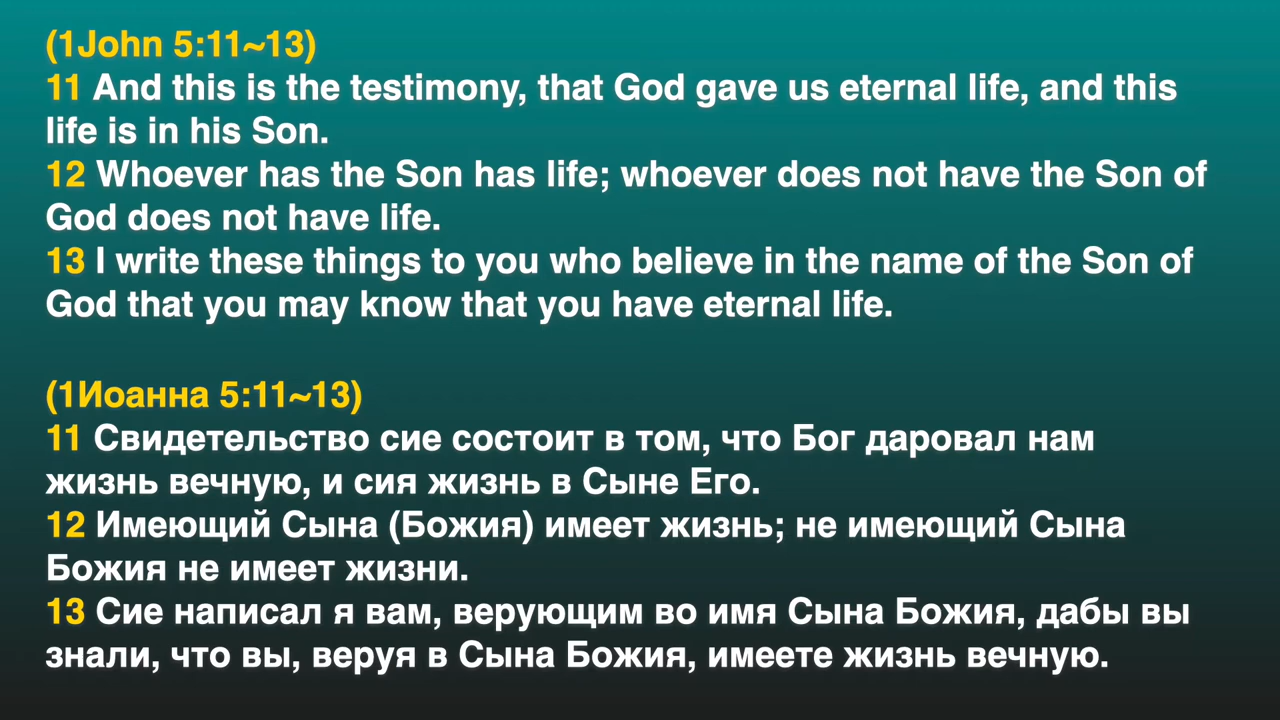 (1John 5:11~13)
11 And this is the testimony, that God gave us eternal life, and this
life is in his Son.
12 Whoever has the Son has life; whoever does not have the Son of
God does not have life.
13 I write these things to you who believe in the name of the Son of
God that you may know that you have eternal life.
(1Иоанна 5:11~13)
11 Свидетельство сие состоит в том, что Бог даровал нам
жизнь вечную, и сия жизнь в Сыне Его.
12 Имеющий Сына (Божия) имеет жизнь; не имеющий Сына
Божия не имеет жизни.
13 Сие написал я вам, верующим во имя Сына Божия, дабы вы
знали, что вы, веруя в Сына Божия, имеете жизнь вечную.